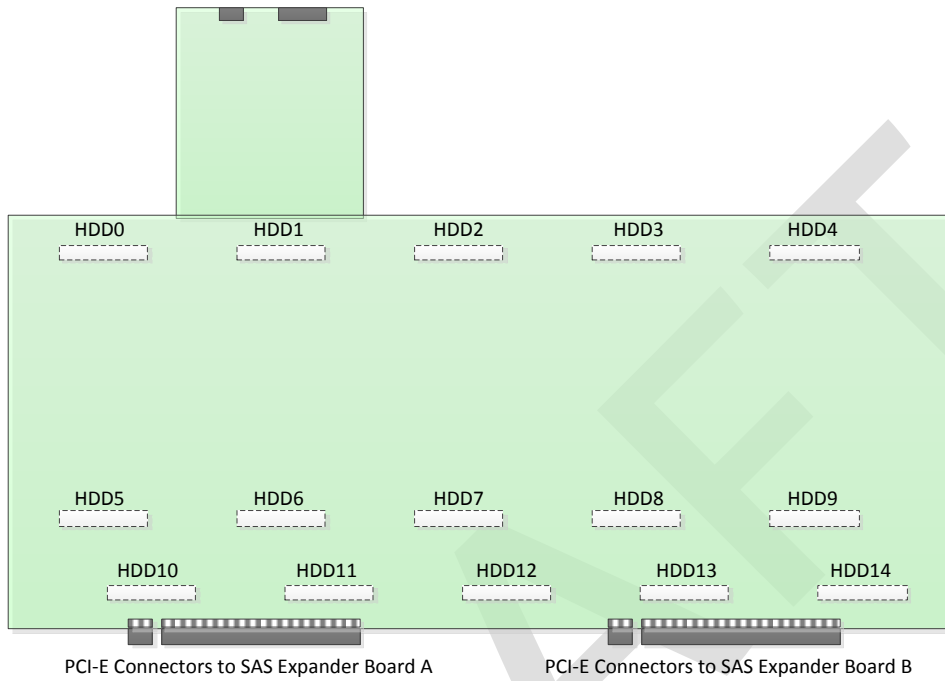 HDD0 HDD1 HDD2 HDD3 HDD4
HDD5 HDD6 HDD7 HDD8 HDD9
HDD10 HDD11 HDD12 HDD13 HDD14
PCI-E Connectors to SAS Expander Board A PCI-E Connectors to SAS Expander Board B
AFT